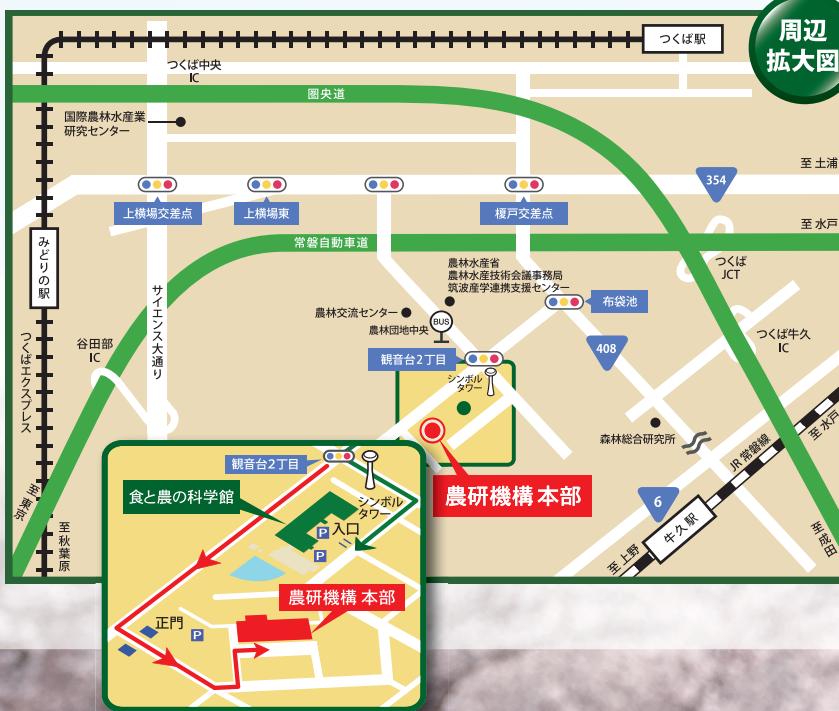 周辺
拡大図
つくば駅
つくば中央
IC
圏央道
国際農林水産業
研究センター
至 土浦
354
上横場交差点
上横場東
榎戸交差点
至 水戸
常磐自動車道
みどりの駅
つくば
JCT
農林水産省
農林水産技術会議事務局
筑波産学連携支援センター
サイエンス大通り
布袋池
農林交流センター
BUS
農林団地中央
つくば牛久
IC
谷田部
IC
408
観音台2丁目
つくばエクスプレス
シンボル
タワー
森林総合研究所
至 水戸
JR 常磐線
農研機構 本部
6
牛久駅
至 上野
至 成田
至 東京
至 秋葉原
観音台2丁目
食と農の科学館
シンボル
タワー
入口
P
P
農研機構 本部
正門
P